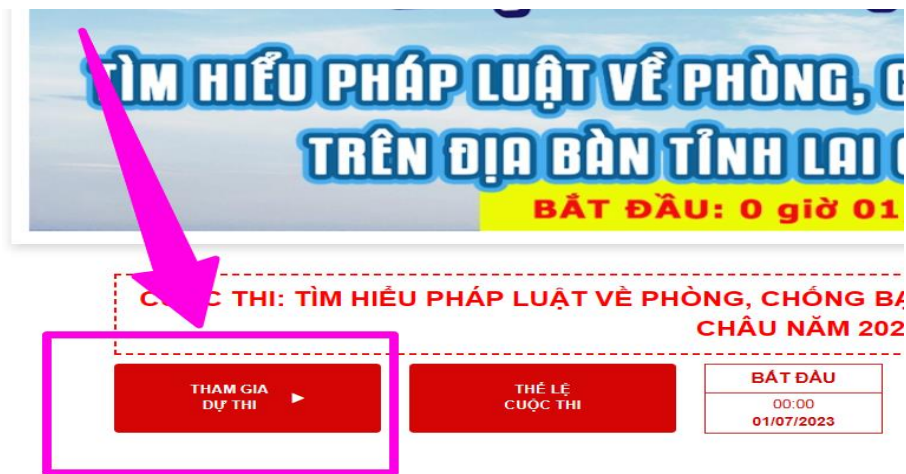 TÌM HIỂU PHÁP LUẬT VỀ PHÒNG,
TRÊN ĐỊA BÀN TỈNH LAI
BẮT ĐẦU: 0 giờ 01
THI: TÌM HIỂU PHÁP LUẬT VỀ PHÒNG, CHỐNG
CHÂU NĂM 202
THAM GIA
DỰ THI
THỂ LỆ
CUỘC THI
BẮT ĐẦU
00:00
01/07/2023